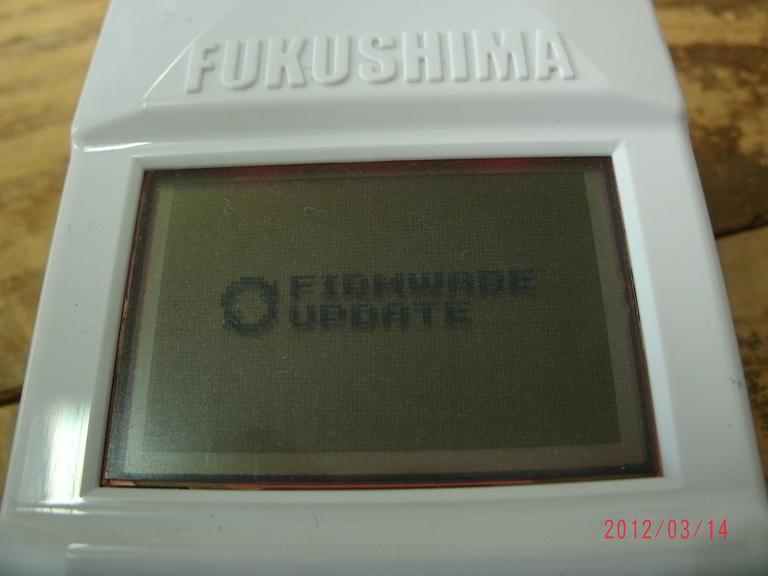 FUKUSHIMA
FIRMWARE
UPDATE
2012/03/14